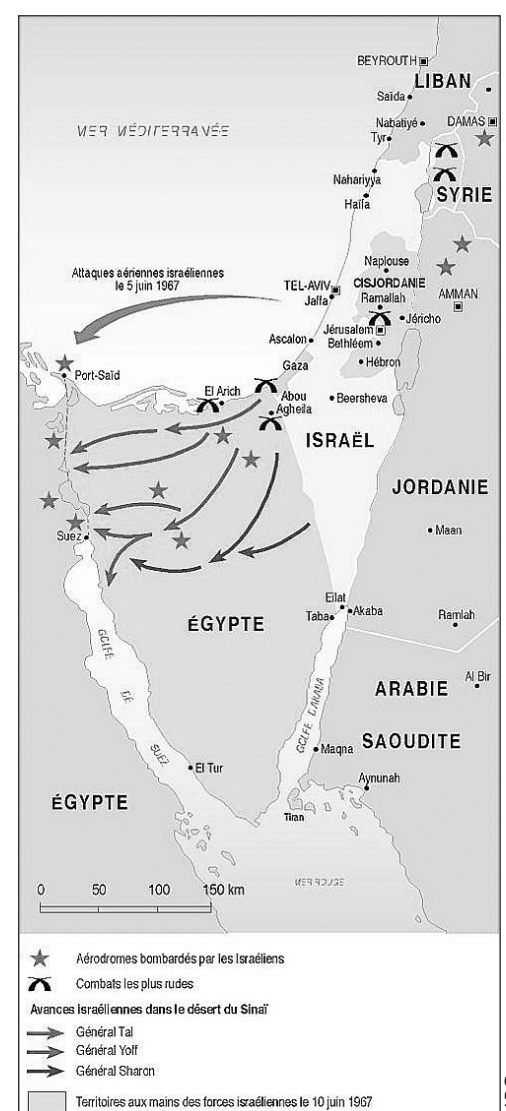 BEYROUTH
LIBAN
Saïda
DAMAS
Nabatiyé
Tyr
MER MÉDITERRANÉE
Nahariyya
SYRIE
Haïfa
Naplouse
Attaques aériennes israéliennes
le 5 juin 1967
TEL-AVIV
CISJORDANIE
Jaffa
Ramallah
AMMAN
Jéricho
Jérusalem
Ascalon
Bethléem
Gaza
Hébron
Port-Saïd
El Arich
Abou
Agheila
Beersheva
ISRAËL
JORDANIE
Suez
Maan
Eilat
Taba
Akaba
Ramlah
ÉGYPTE
GOLFE DE SUEZ
GOLFE D'AKABA
Al Bir
ARABIE
SAOUDITE
Maqna
El Tur
Aynunah
ÉGYPTE
Tiran
MER ROUGE
0 50 100 150 km
Aérodromes bombardés par les Israéliens
Combats les plus rudes
Avances israéliennes dans le désert du Sinaï
Général Tal
Général Yoff
Général Sharon
Territoires aux mains des forces israéliennes le 10 juin 1967